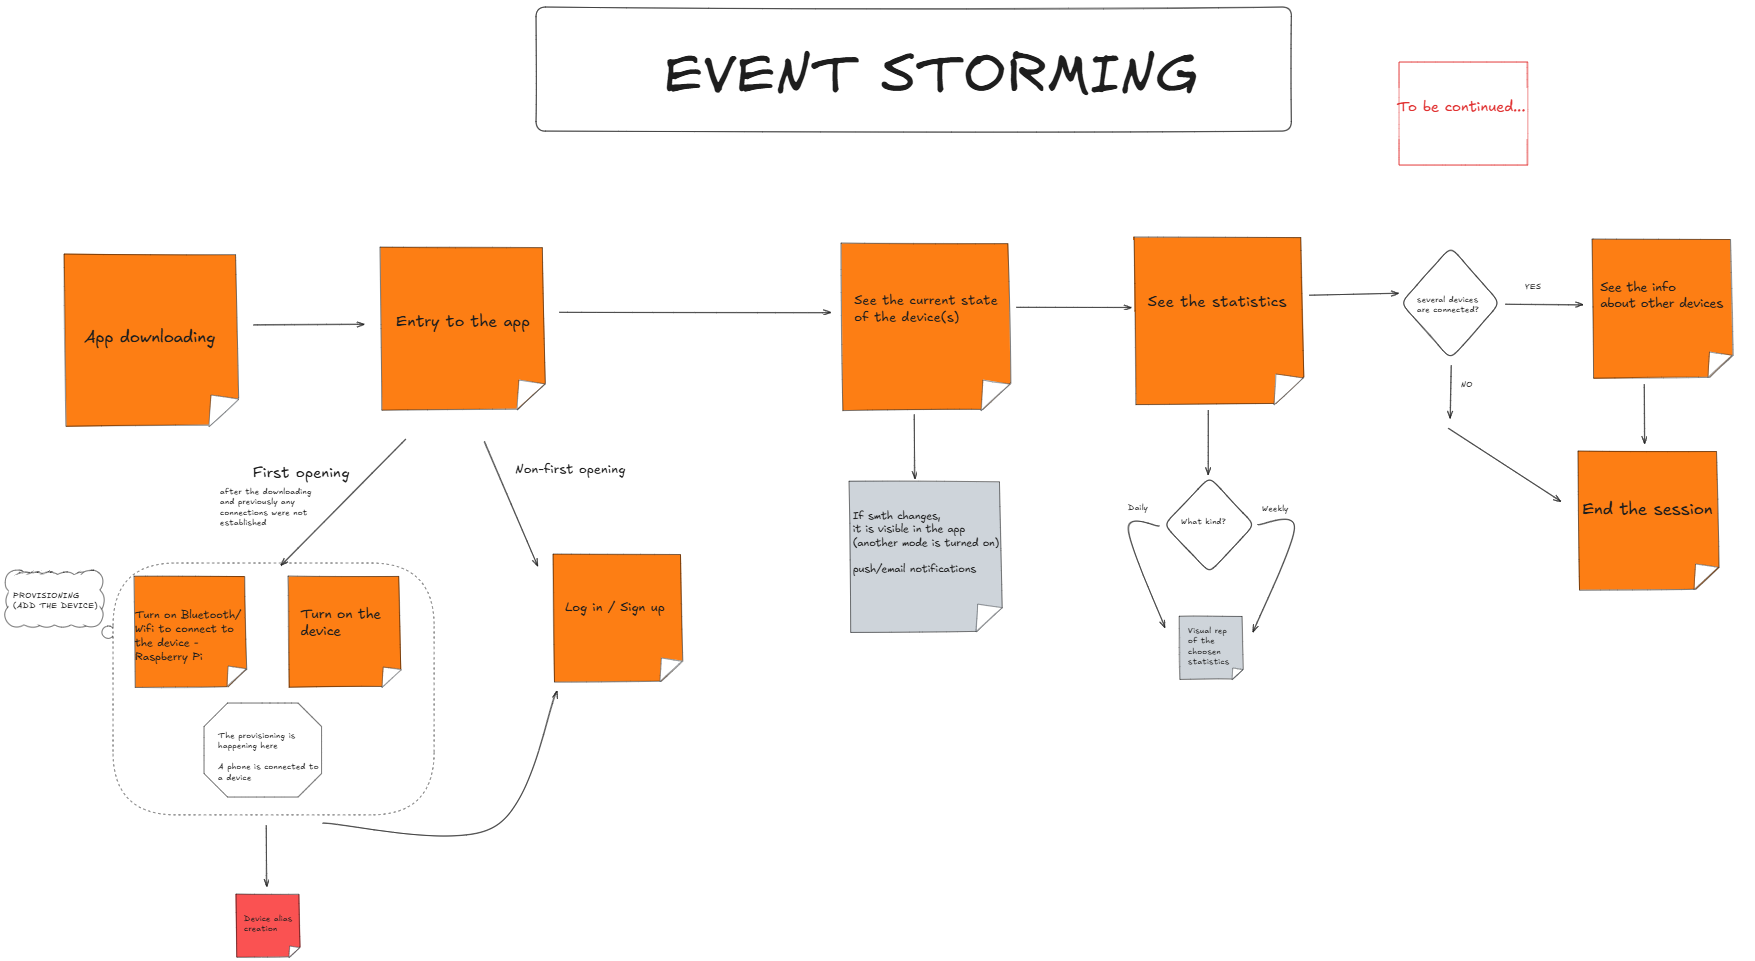 EVENT STORMING
To be continued...
App downloading
Entry to the app
See the current state
of the device(s)
See the statistics
several devices
are connected?
YES
NO
See the info
about other devices
First opening
after the downloading
and previously any
connections were not
established
Non-first opening
If smth changes,
it is visible in the app
(another mode is turned on)
push/email notifications
What kind?
Daily
Weekly
Visual rep
of the
choosen
statistics
End the session
PROVISIONING
(ADD THE DEVICE)
Turn on Bluetooth/
Wifi to connect to
the device -
Raspberry Pi
Turn on the
device
Log in / Sign up
The provisioning is
happening here
A phone is connected to
a device
Device alias
creation